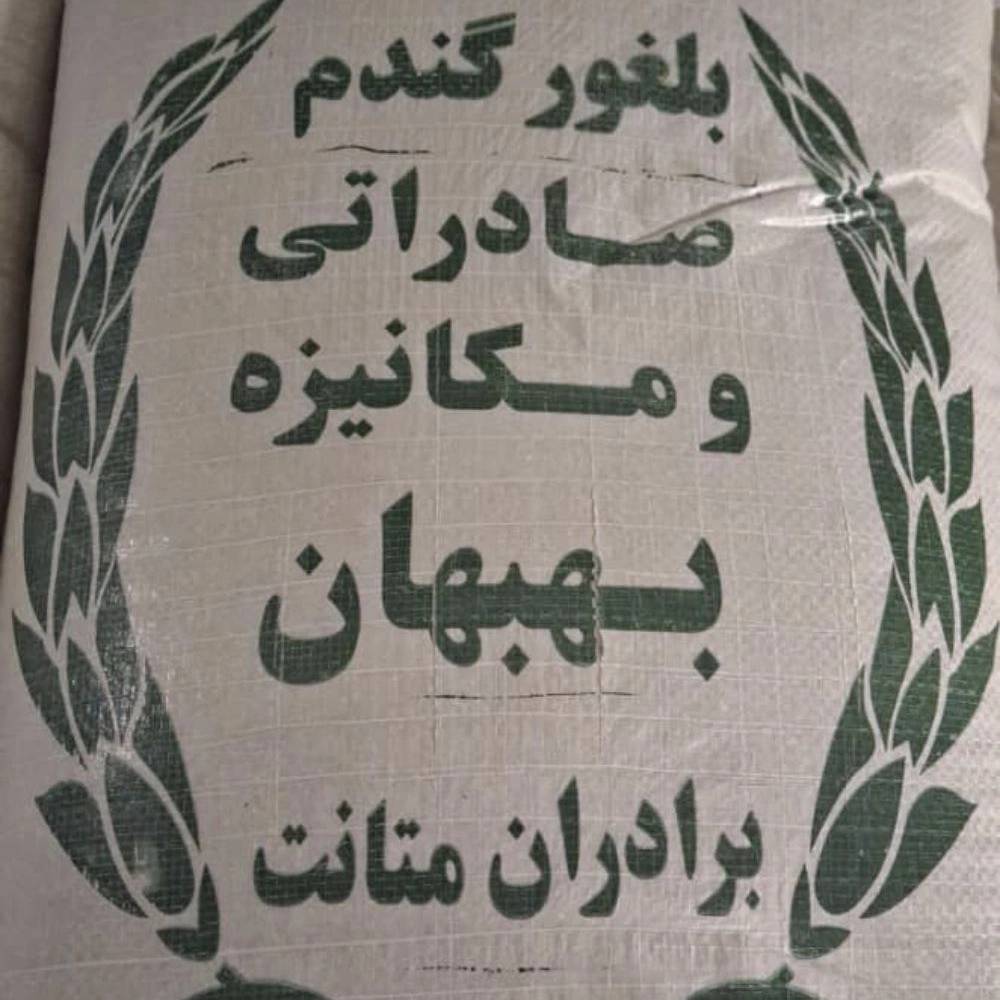 بلغور گندم
صادراتی
و مکانیزه
بهبهان
برادران متانت